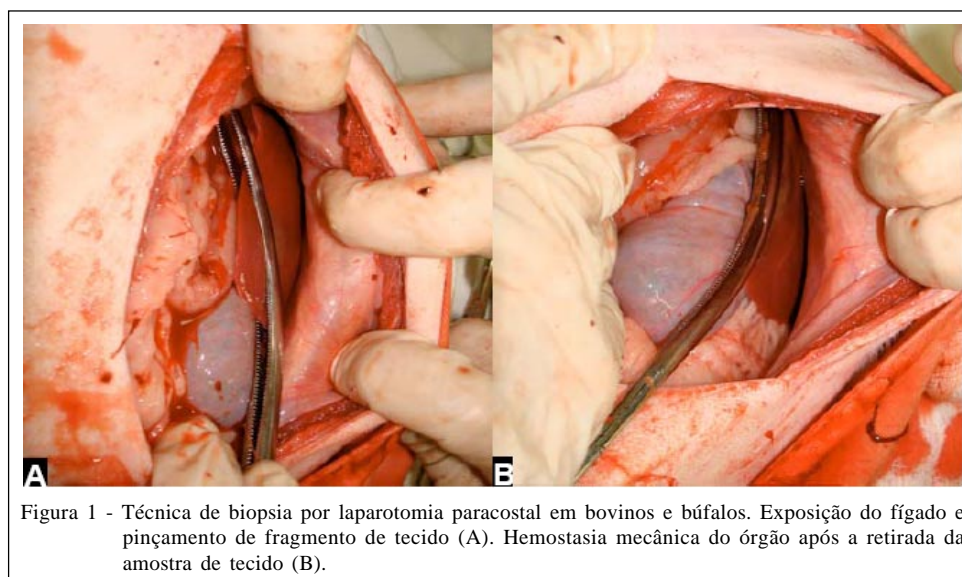 A
B
Figura 1 - Técnica de biopsia por laparotomia paracostal em bovinos e búfalos. Exposição do fígado e
pinçamento de fragmento de tecido (A). Hemostasia mecânica do órgão após a retirada da
amostra de tecido (B).